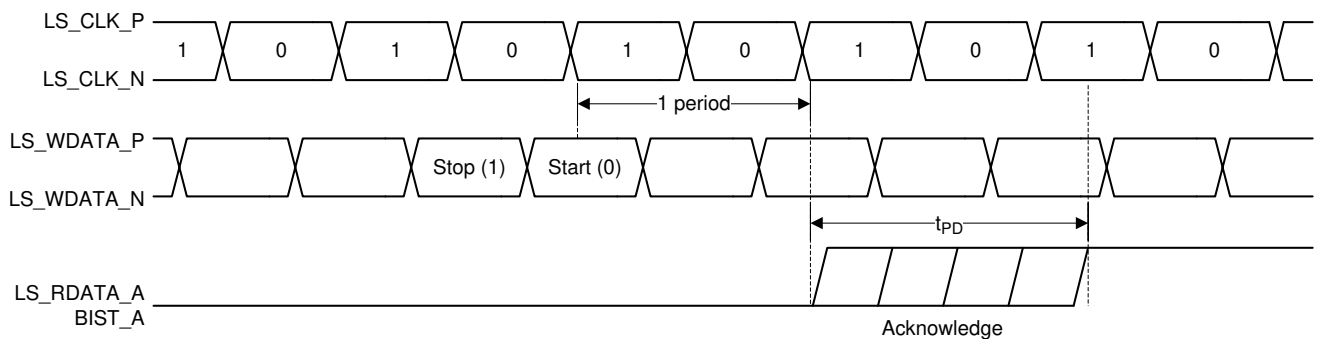 LS_CLK_P
1 0 1 0 1 0 1 0 1 0
LS_CLK_N
1 period
LS_WDATA_P
Stop (1) Start (0)
LS_WDATA_N
tPD
LS_RDATA_A
BIST_A
Acknowledge